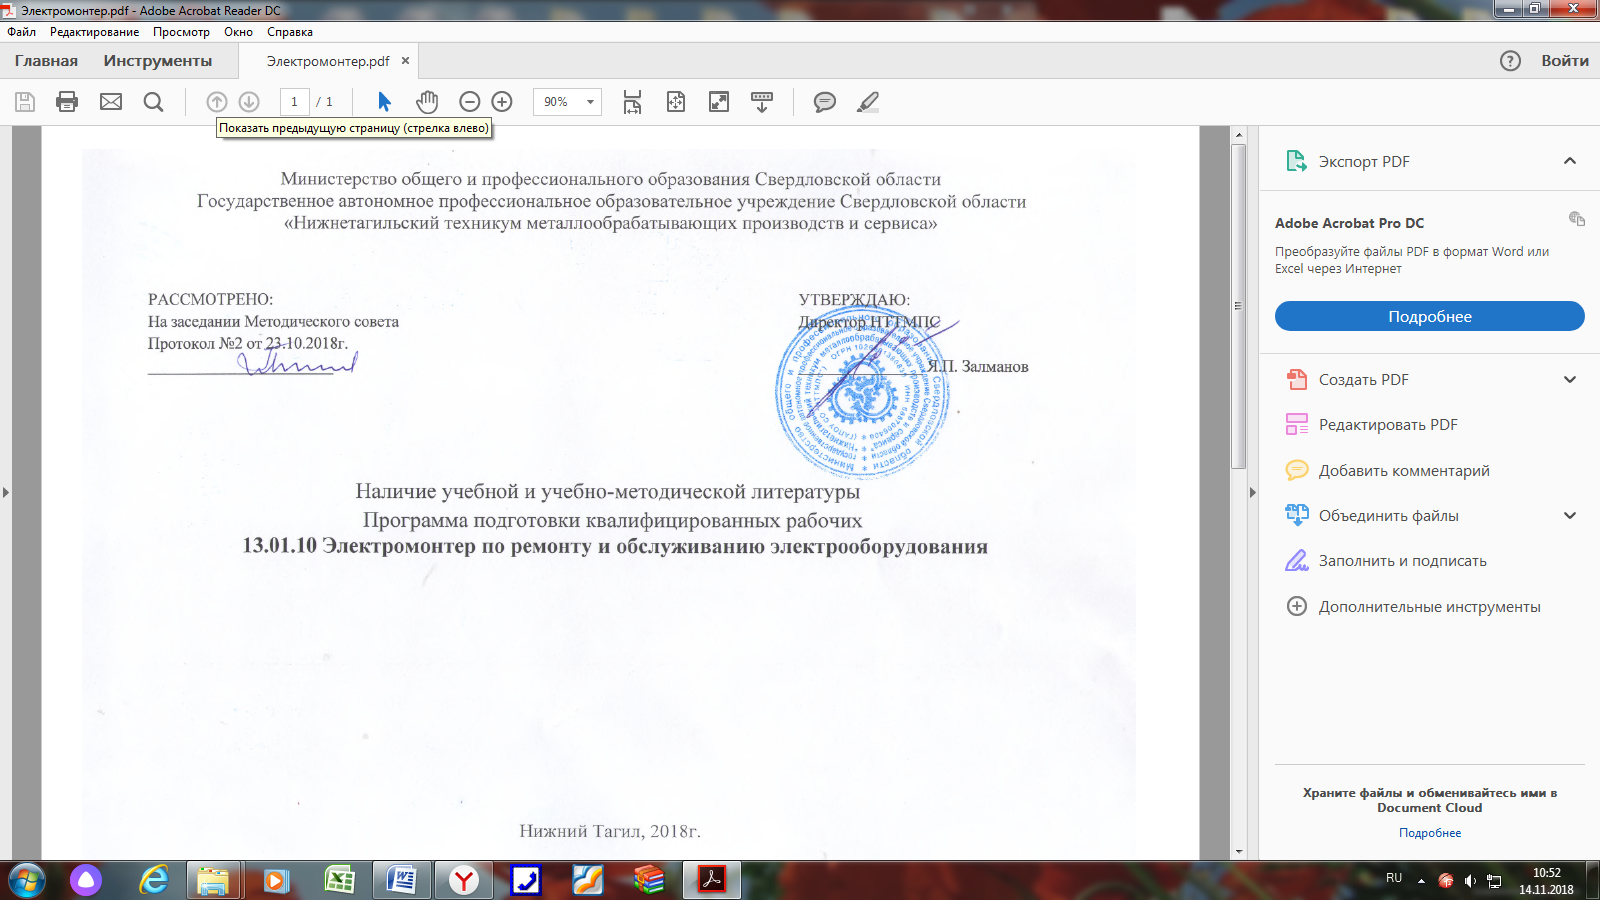 Электромонтер.pdf - Adobe Acrobat Reader DC
Файл Редактирование Просмотр Окно Справка
Главная Инструменты Электромонтер.pdf × Войти
1 / 1 90%
Показать предыдущую страницу (стрелка влево)
Министерство общего и профессионального образования Свердловской области
Государственное автономное профессиональное образовательное учреждение Свердловской области
«Нижнетагильский техникум металлообрабатывающих производств и сервиса»
РАССМОТРЕНО:
На заседании Методического совета
Протокол №2 от 23.10.2018г.
УТВЕРЖДАЮ:
Директор НТТМПС
Я.П. Залманов
Наличие учебной и учебно-методической литературы
Программа подготовки квалифицированных рабочих
13.01.10 Электромонтер по ремонту и обслуживанию электрооборудования
Нижний Тагил, 2018г.
Экспорт PDF
Adobe Acrobat Pro DC
Преобразуйте файлы PDF в формат Word или
Excel через Интернет
Подробнее
Создать PDF
Редактировать PDF
Добавить комментарий
Объединить файлы
Заполнить и подписать
Дополнительные инструменты
Храните файлы и обменивайтесь ими в
Document Cloud
Подробнее
RU
10:52
14.11.2018